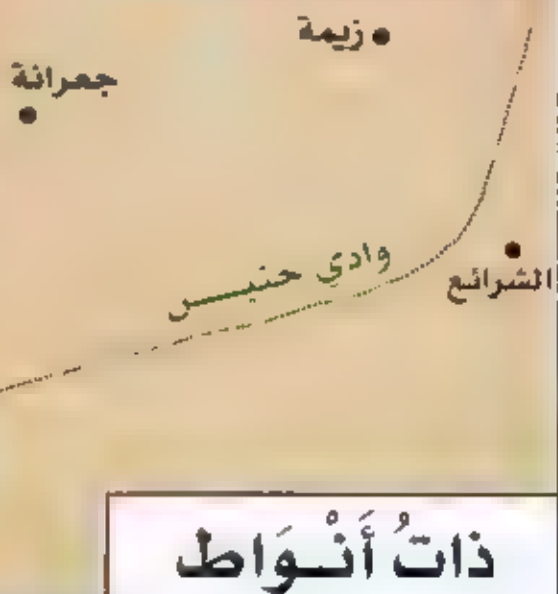 زيمة
جعرانة
وادي حنين
الشرائع
ذاتُ أَنْوَاط